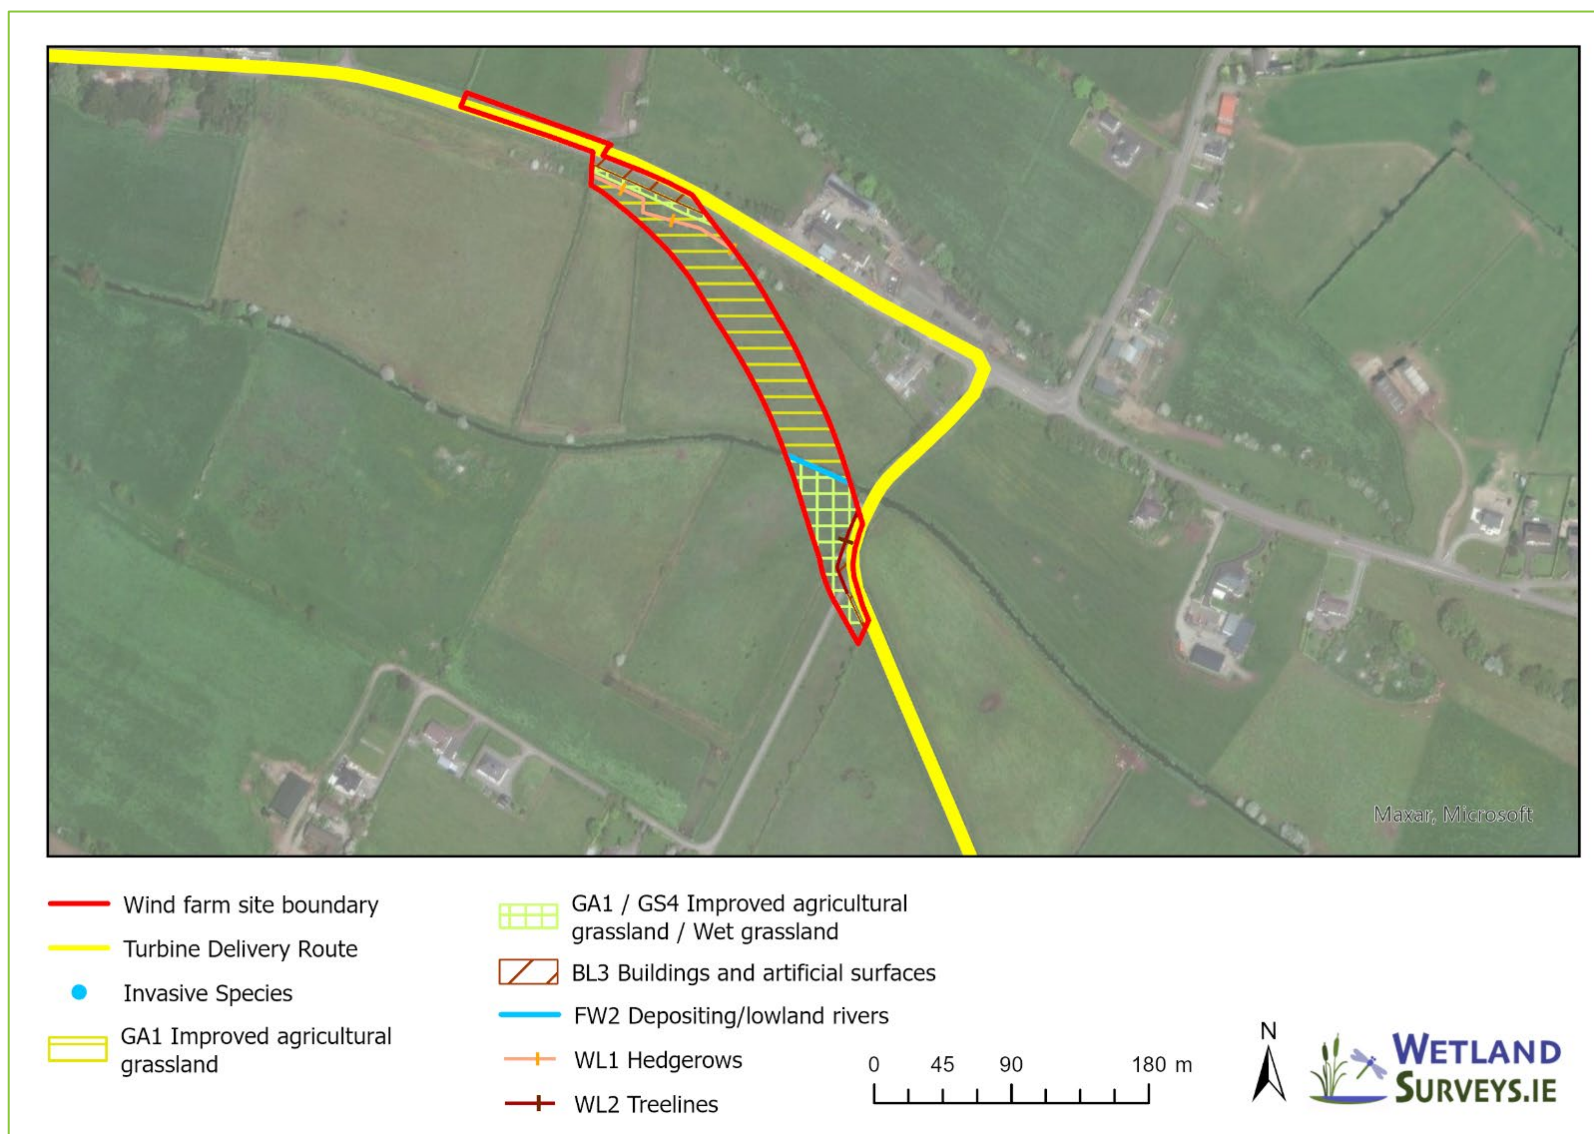 Maxar, Microsoft
Wind farm site boundary
Turbine Delivery Route
Invasive Species
GA1 Improved agricultural
grassland
GA1 / GS4 Improved agricultural
grassland / Wet grassland
BL3 Buildings and artificial surfaces
FW2 Depositing/lowland rivers
WL1 Hedgerows
WL2 Treelines
0 45 90 180 m
N
WETLAND
SURVEYS.IE